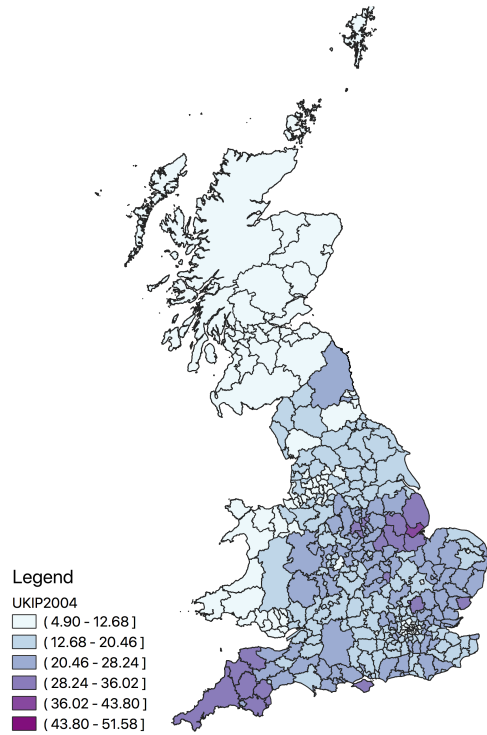 Legend
UKIP2004
( 4.90 - 12.68 ]
( 12.68 - 20.46 ]
( 20.46 - 28.24 ]
( 28.24 - 36.02 ]
( 36.02 - 43.80 ]
( 43.80 - 51.58 ]